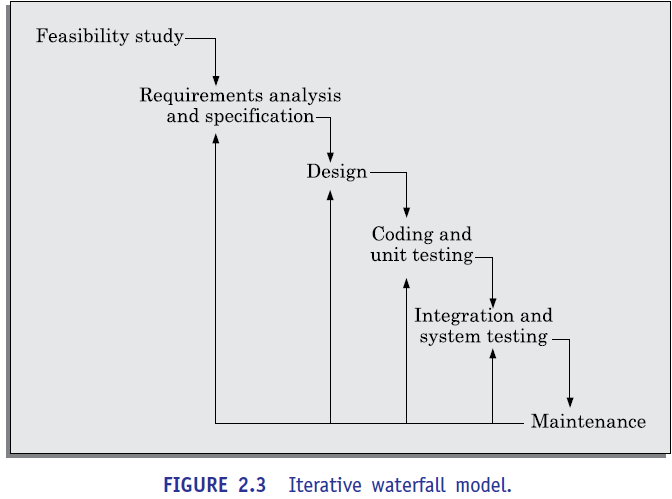 Feasibility study
Requirements analysis
and specification
Design
Coding and
unit testing
Integration and
system testing
Maintenance
FIGURE 2.3 Iterative waterfall model.